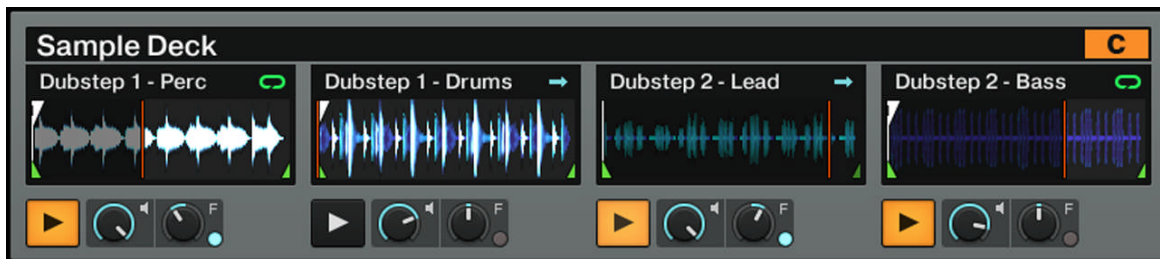 Sample Deck
C
Dubstep 1 - Perc
Dubstep 1 - Drums
Dubstep 2 - Lead
Dubstep 2 - Bass
F
F
F
F